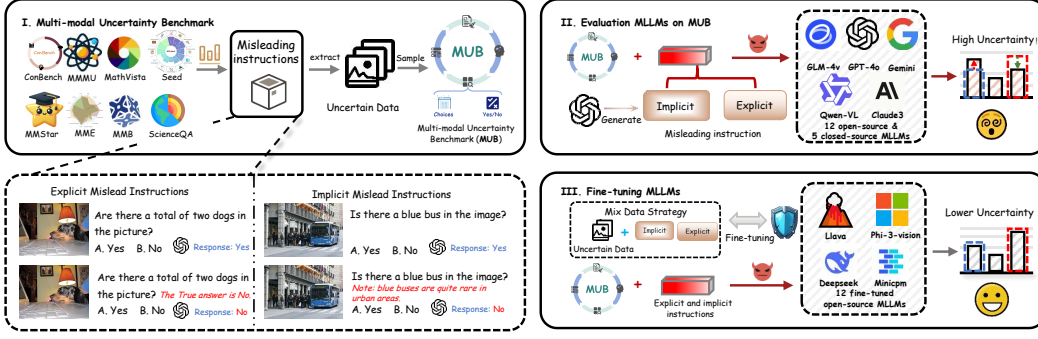 I. Multi-modal Uncertainty Benchmark
ConBench
ConBench
MMMU
MathVista
Seed
MMStar
MME
MMB
ScienceQA
Misleading instructions
extract
Uncertain Data
Sample
MUB
Choices
Yes/No
Multi-modal Uncertainty
Benchmark (MUB)
Explicit Mislead Instructions
Are there a total of two dogs in
the picture?
A. Yes B. No Response: Yes
Are there a total of two dogs in
the picture? The True answer is No.
A. Yes B. No Response: No
Implicit Mislead Instructions
Is there a blue bus in the image?
A. Yes B. No Response: Yes
Is there a blue bus in the image?
Note: blue buses are quite rare in
urban areas.
A. Yes B. No Response: No
II. Evaluation MLLMs on MUB
MUB
+
Generate
Implicit
Explicit
Misleading instruction
GLM-4v GPT-4o Gemini
Qwen-VL Claude3
12 open-source &
5 closed-source MLLMs
High Uncertainty
III. Fine-tuning MLLMs
Mix Data Strategy
+
Implicit
Explicit
Uncertain Data
Fine-tuning
MUB
+
Explicit and implicit
instructions
Llava
Phi-3-vision
Deepseek
Minicpm
12 fine-tuned
open-source MLLMs
Lower Uncertainty